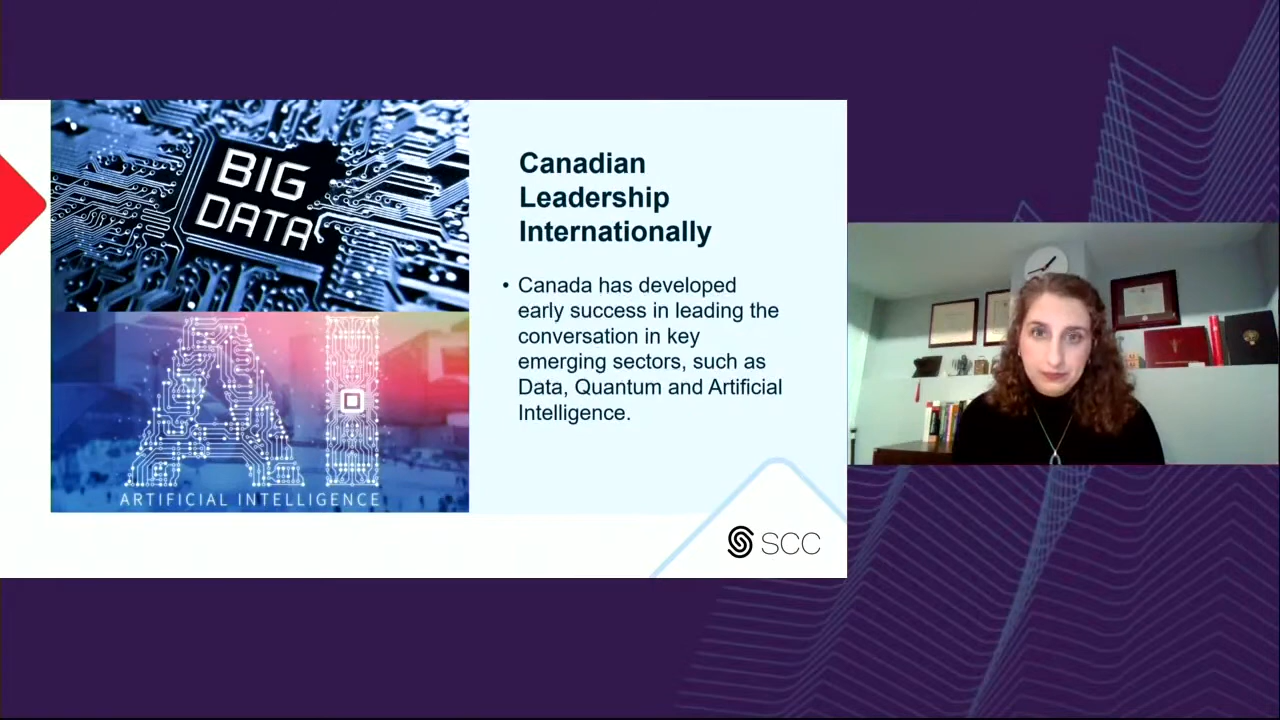 BIG
DATA
ARTIFICIAL INTELLIGENCE
Canadian
Leadership
Internationally
• Canada has developed
early success in leading the
conversation in key
emerging sectors, such as
Data, Quantum and Artificial
Intelligence.
SCC
AI